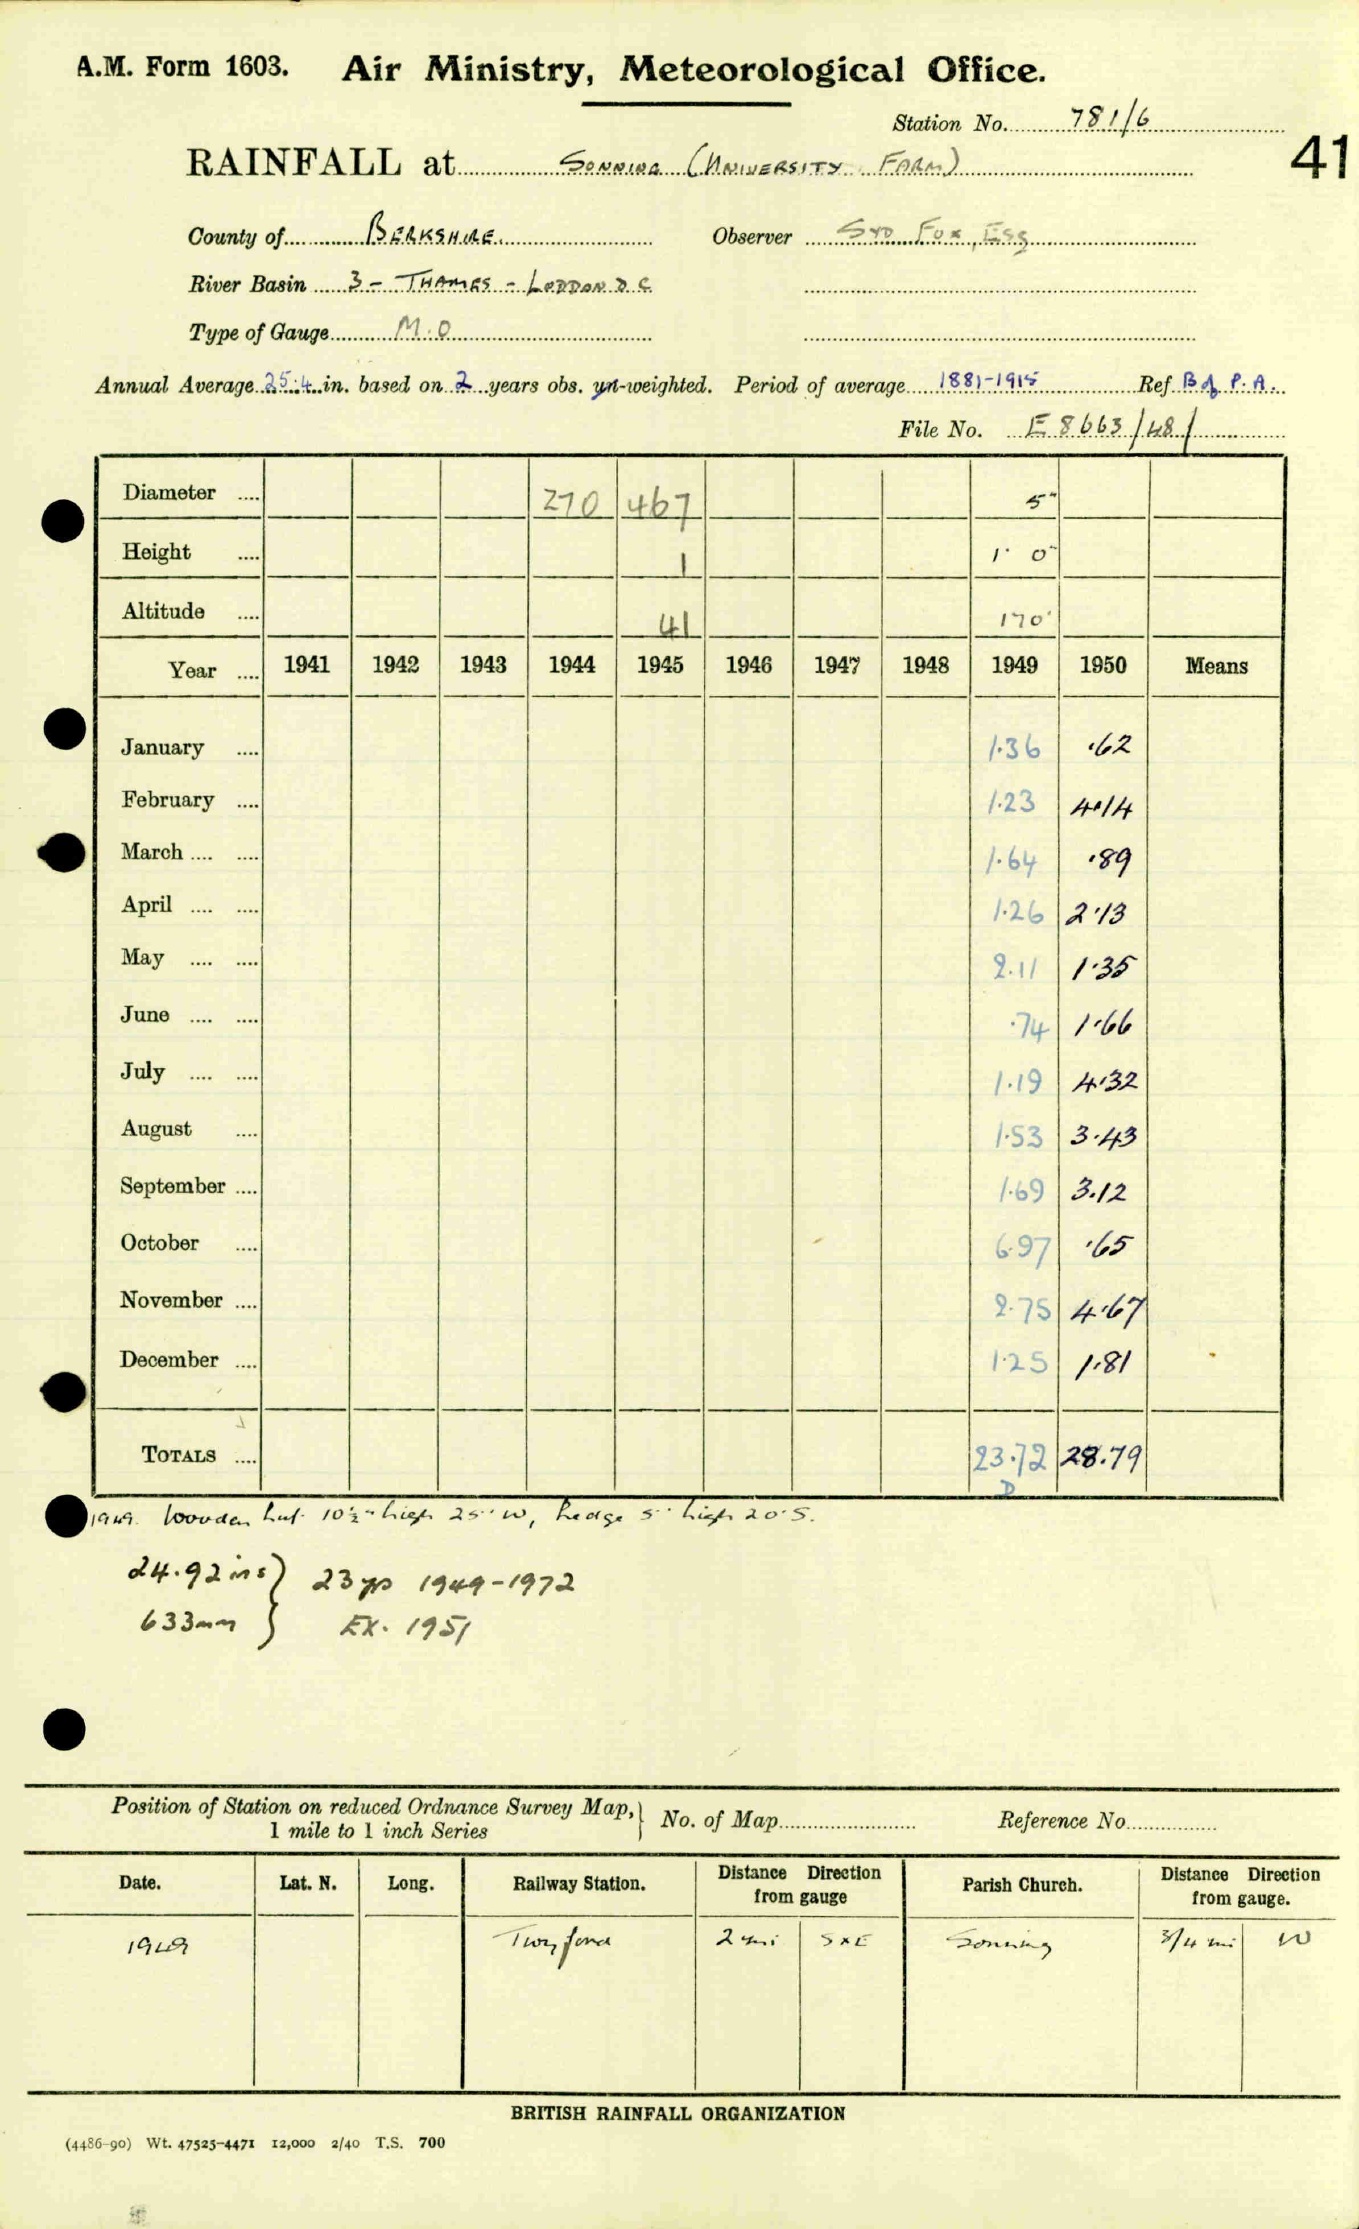 A.M. Form 1603. Air Ministry, Meteorological Office.
Station No. 781/6
41
RAINFALL at SONNING (UNIVERSITY FARM)
County of BERKSHIRE. Observer SYD FOX, ESQ
River Basin 3 - THAMES - LODDON D C
Type of Gauge M.O
Annual Average 25.4 in. based on 2 years obs. un-weighted. Period of average 1881-1915 Ref B of P.A.
File No. E 8663/48/
Diameter .... 270 467 5"
Height .... 1 1' 0"
Altitude .... 41 170'
Year .... 1941 1942 1943 1944 1945 1946 1947 1948 1949 1950 Means
January .... 1.36 .62
February .... 1.23 4.14
March .... .... 1.64 .89
April .... .... 1.26 2.13
May .... .... 2.11 1.35
June .... .... .74 1.66
July .... .... 1.19 4.32
August .... 1.53 3.43
September .... 1.69 3.12
October .... 6.97 .65
November .... 2.75 4.67
December .... 1.25 1.81
TOTALS .... 23.72 28.79
D
1949. Wooden hut 10½' high 25' W, hedge 5' high 20' S.
24.92 ins } 23 yrs 1949-1972
633mm } EX. 1951
Position of Station on reduced Ordnance Survey Map, } No. of Map Reference No.
1 mile to 1 inch Series
Date. Lat. N. Long. Railway Station. Distance Direction from gauge Parish Church. Distance Direction from gauge.
1949 Twyford 2 mi S x E Sonning 3/4 mi W
BRITISH RAINFALL ORGANIZATION
(4486-90) Wt. 47525-4471 12,000 2/40 T.S. 700